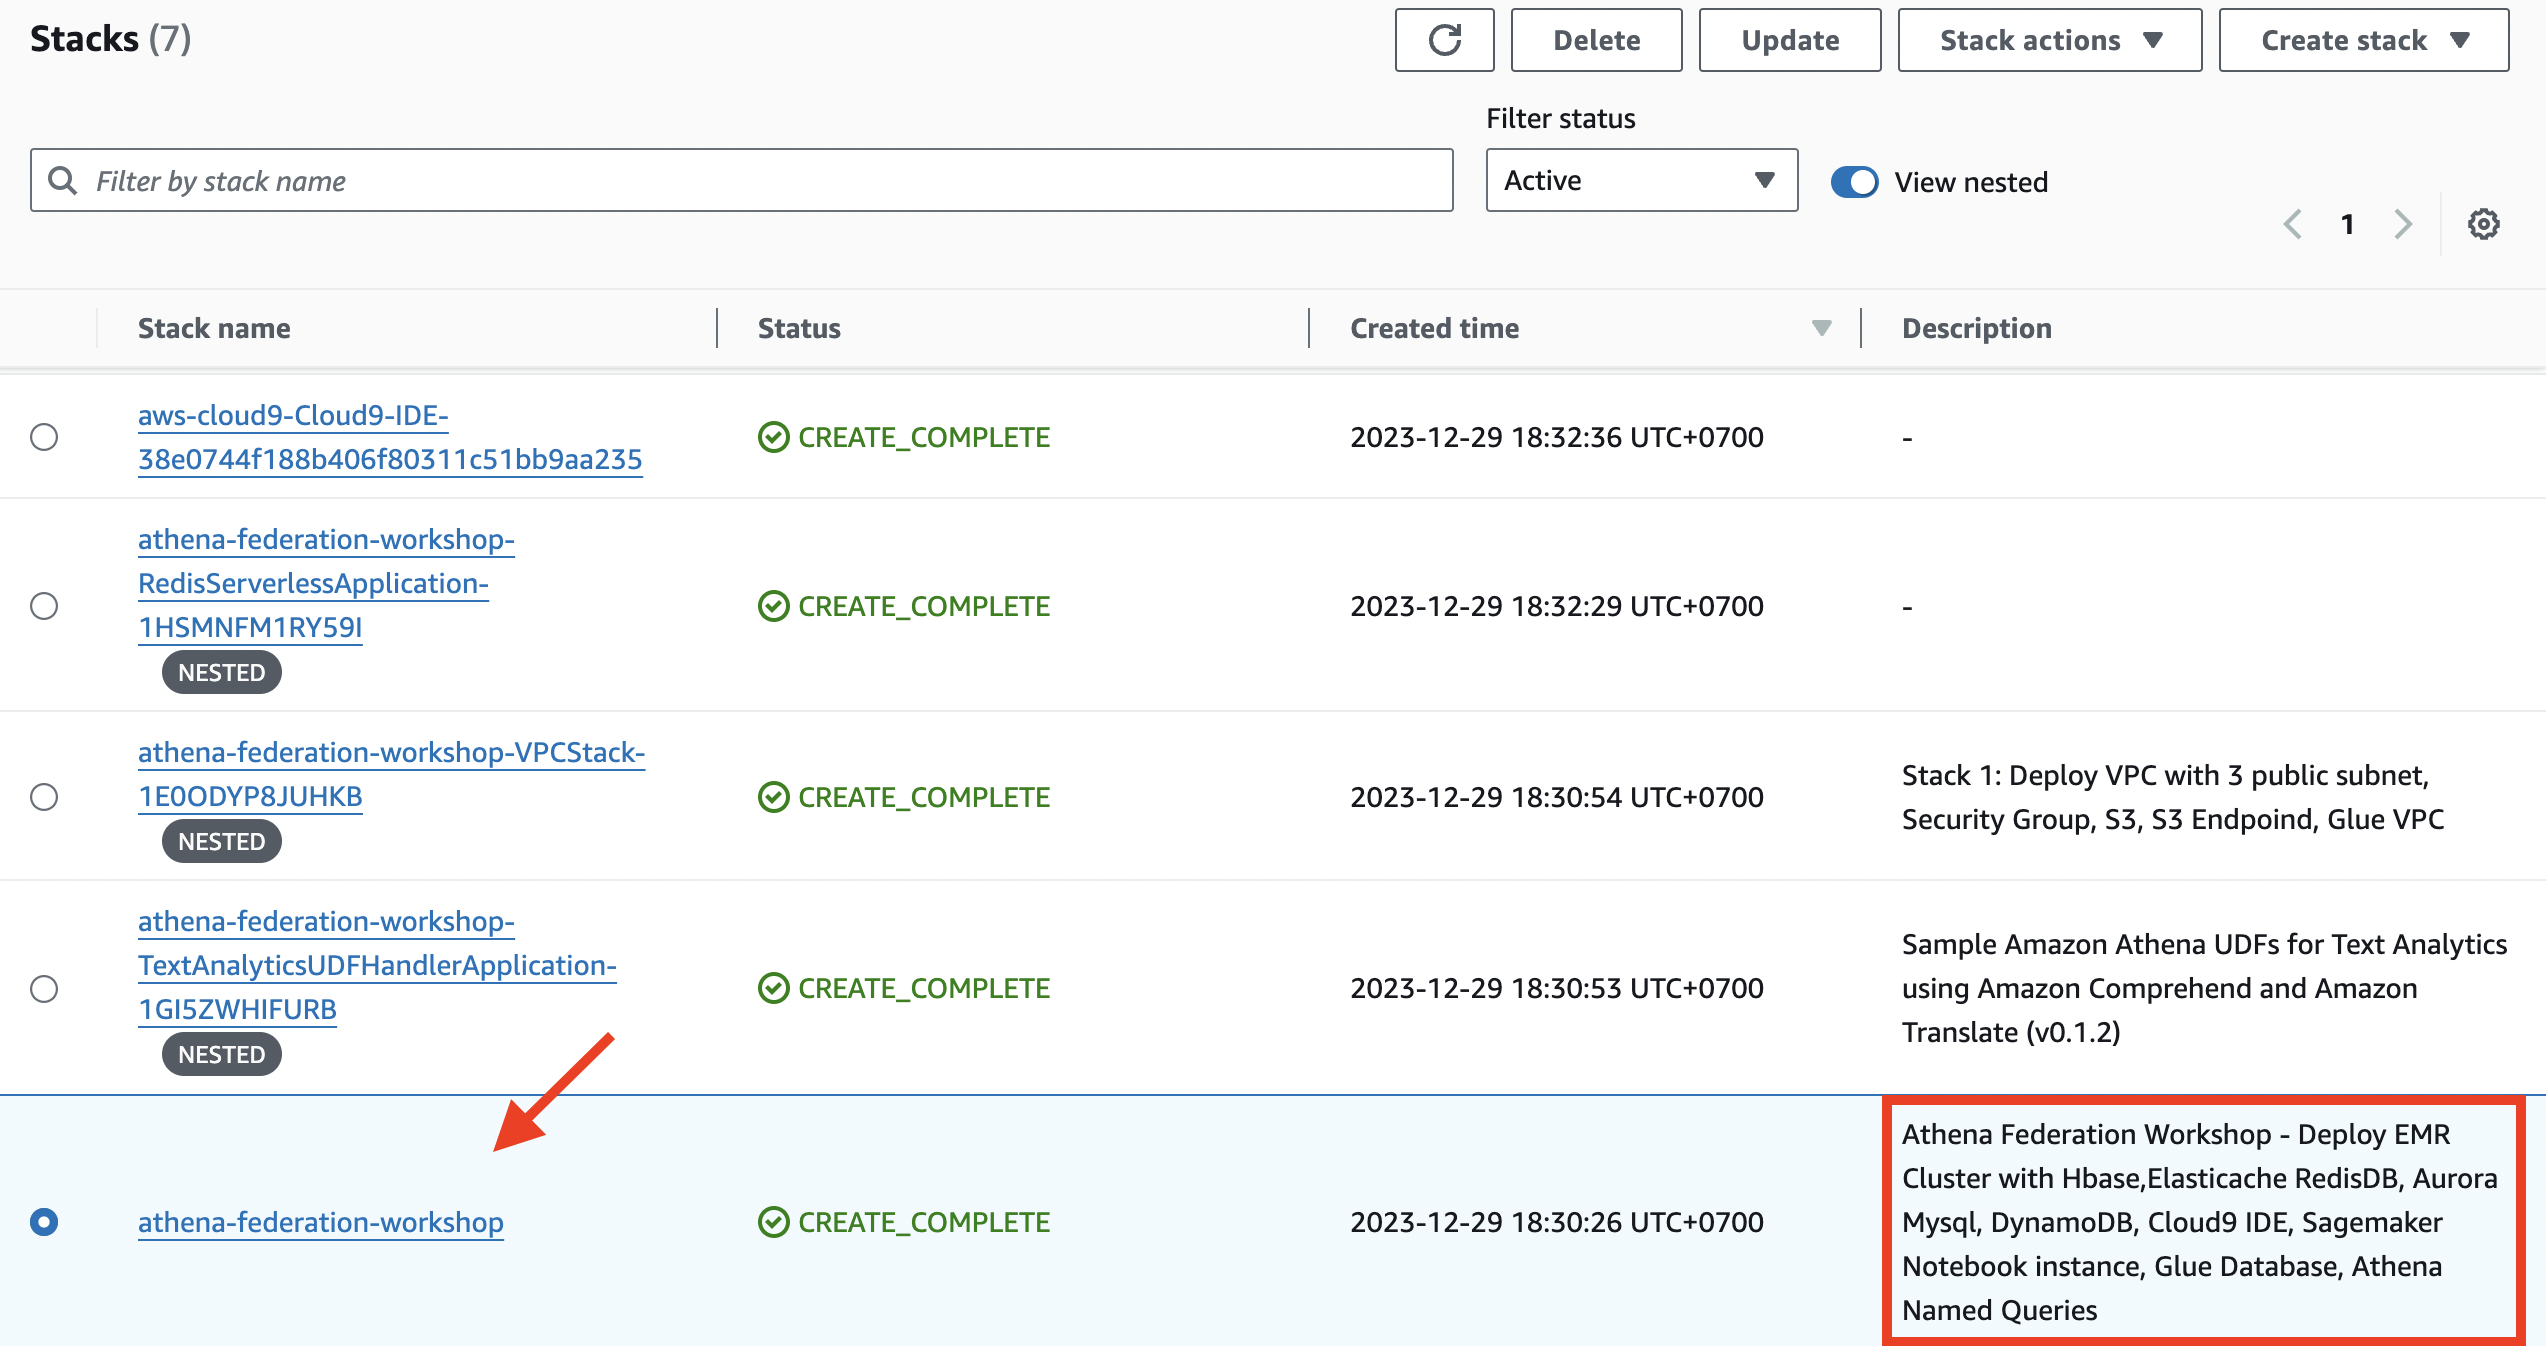 Stacks (7)
Delete
Update
Stack actions
Create stack
Filter status
Filter by stack name
Active
View nested
1
Stack name
Status
Created time
Description
aws-cloud9-Cloud9-IDE-
38e0744f188b406f80311c51bb9aa235
CREATE_COMPLETE
2023-12-29 18:32:36 UTC+0700
-
athena-federation-workshop-
RedisServerlessApplication-
1HSMNFM1RY59I
NESTED
CREATE_COMPLETE
2023-12-29 18:32:29 UTC+0700
-
athena-federation-workshop-VPCStack-
1E0ODYP8JUHKB
NESTED
CREATE_COMPLETE
2023-12-29 18:30:54 UTC+0700
Stack 1: Deploy VPC with 3 public subnet,
Security Group, S3, S3 Endpoind, Glue VPC
athena-federation-workshop-
TextAnalyticsUDFHandlerApplication-
1GI5ZWHIFURB
NESTED
CREATE_COMPLETE
2023-12-29 18:30:53 UTC+0700
Sample Amazon Athena UDFs for Text Analytics
using Amazon Comprehend and Amazon
Translate (v0.1.2)
athena-federation-workshop
CREATE_COMPLETE
2023-12-29 18:30:26 UTC+0700
Athena Federation Workshop - Deploy EMR
Cluster with Hbase,Elasticache RedisDB, Aurora
Mysql, DynamoDB, Cloud9 IDE, Sagemaker
Notebook instance, Glue Database, Athena
Named Queries